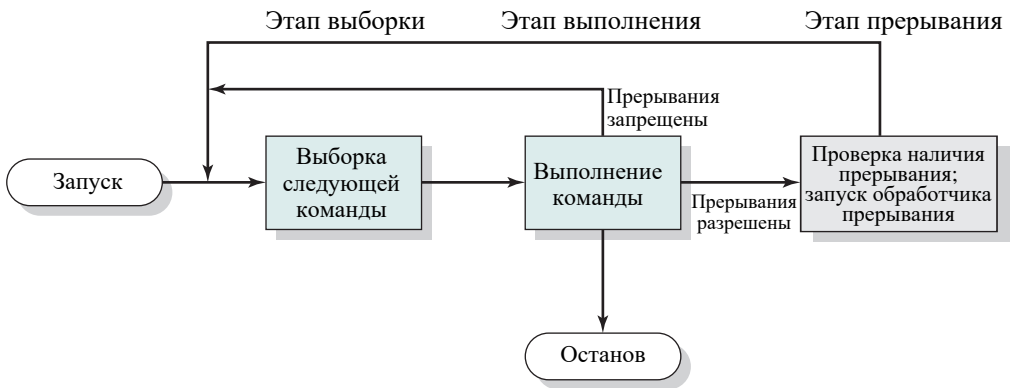 Этап выборки
Этап выполнения
Этап прерывания
Прерывания
запрещены
Запуск
Выборка
следующей
команды
Выполнение
команды
Прерывания
разрешены
Проверка наличия
прерывания;
запуск обработчика
прерывания
Останов